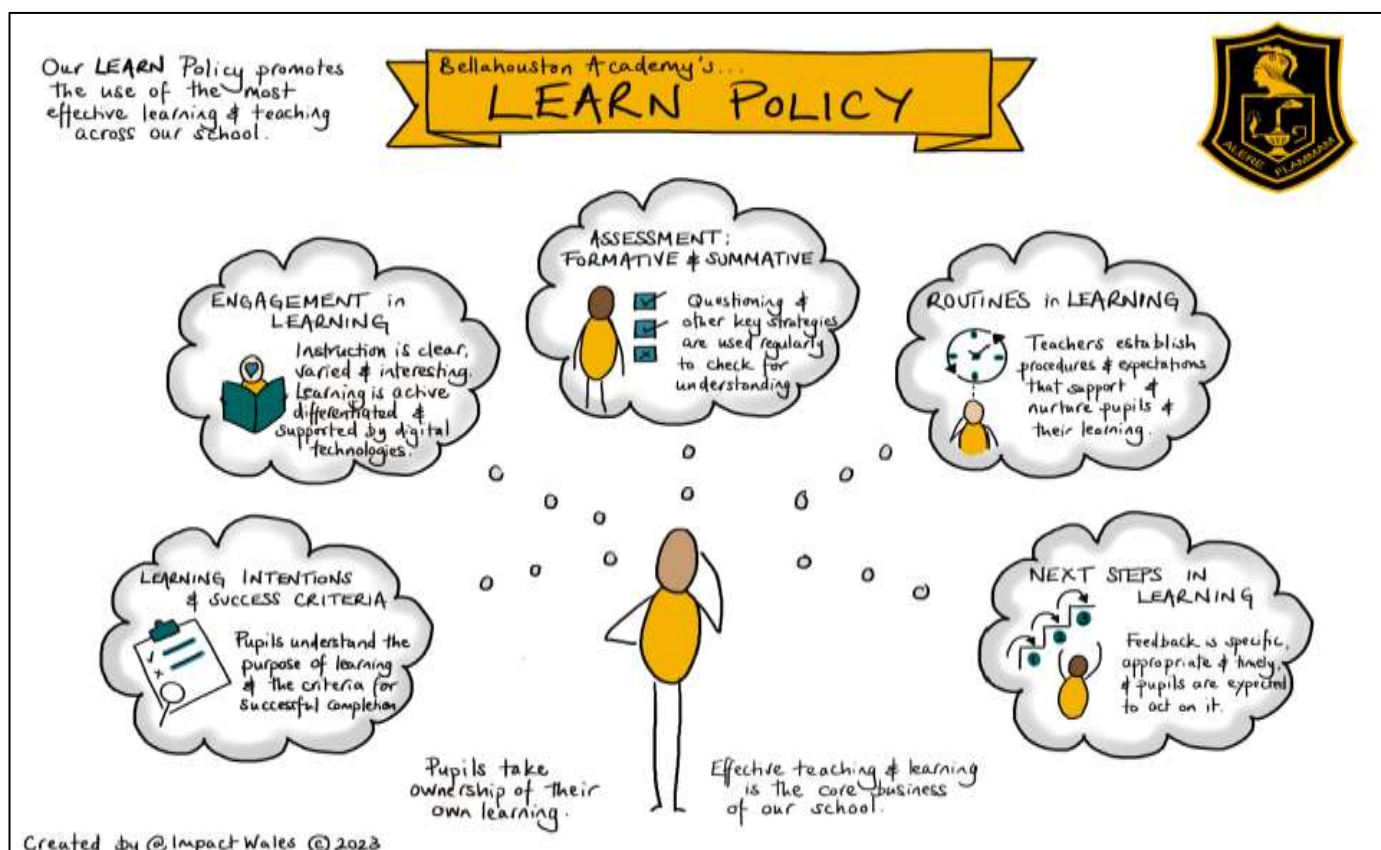 Our LEARN Policy promotes
the use of the most
effective learning & teaching
across our school.
Bellahouston Academy's...
LEARN POLICY
ALERE FLAMMAM
LEARNING INTENTIONS
& SUCCESS CRITERIA
Pupils understand the
purpose of learning
& the criteria for
successful completion
ENGAGEMENT in
LEARNING
Instruction is clear,
varied & interesting.
Learning is active
differentiated &
supported by digital
technologies.
ASSESSMENT:
FORMATIVE & SUMMATIVE
Questioning &
other key strategies
are used regularly
to check for
understanding
ROUTINES in LEARNING
Teachers establish
procedures & expectations
that support &
nurture pupils &
their learning.
NEXT STEPS IN
LEARNING
1
2
3
Feedback is specific,
appropriate & timely,
& pupils are expected
to act on it.
Pupils take
ownership of their
own learning.
Effective teaching & learning
is the core business
of our school.
Created by @ImpactWales © 2023